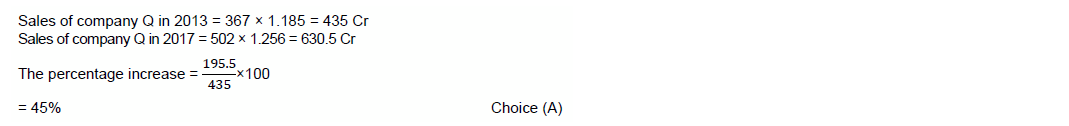 Sales of company Q in 2013 = 367 × 1.185 = 435 Cr
Sales of company Q in 2017 = 502 × 1.256 = 630.5 Cr
The percentage increase = 195.5/435 ×100
= 45% Choice (A)